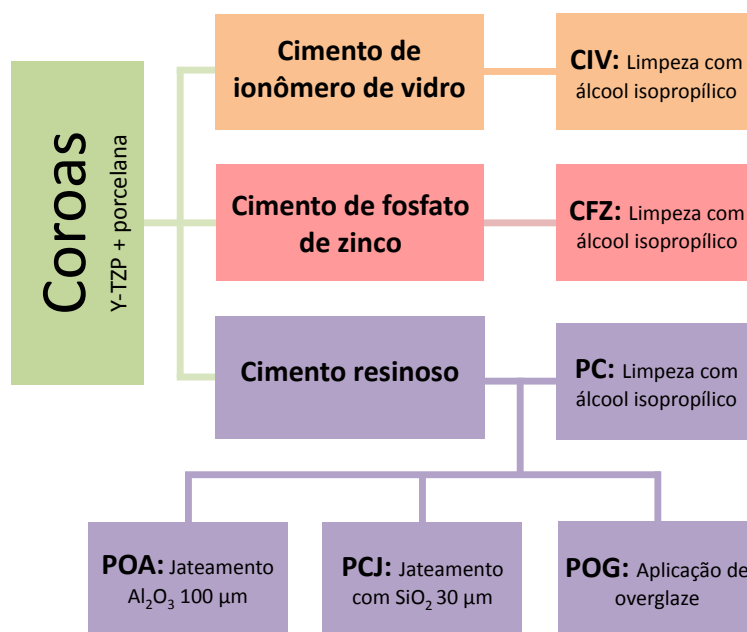 Coroas
Y-TZP + porcelana
Cimento de
ionômero de vidro
CIV: Limpeza com
álcool isopropílico
Cimento de fosfato
de zinco
CFZ: Limpeza com
álcool isopropílico
Cimento resinoso
PC: Limpeza com
álcool isopropílico
POA: Jateamento
Al₂O₃ 100 µm
PCJ: Jateamento
com SiO₂ 30 µm
POG: Aplicação de
overglaze